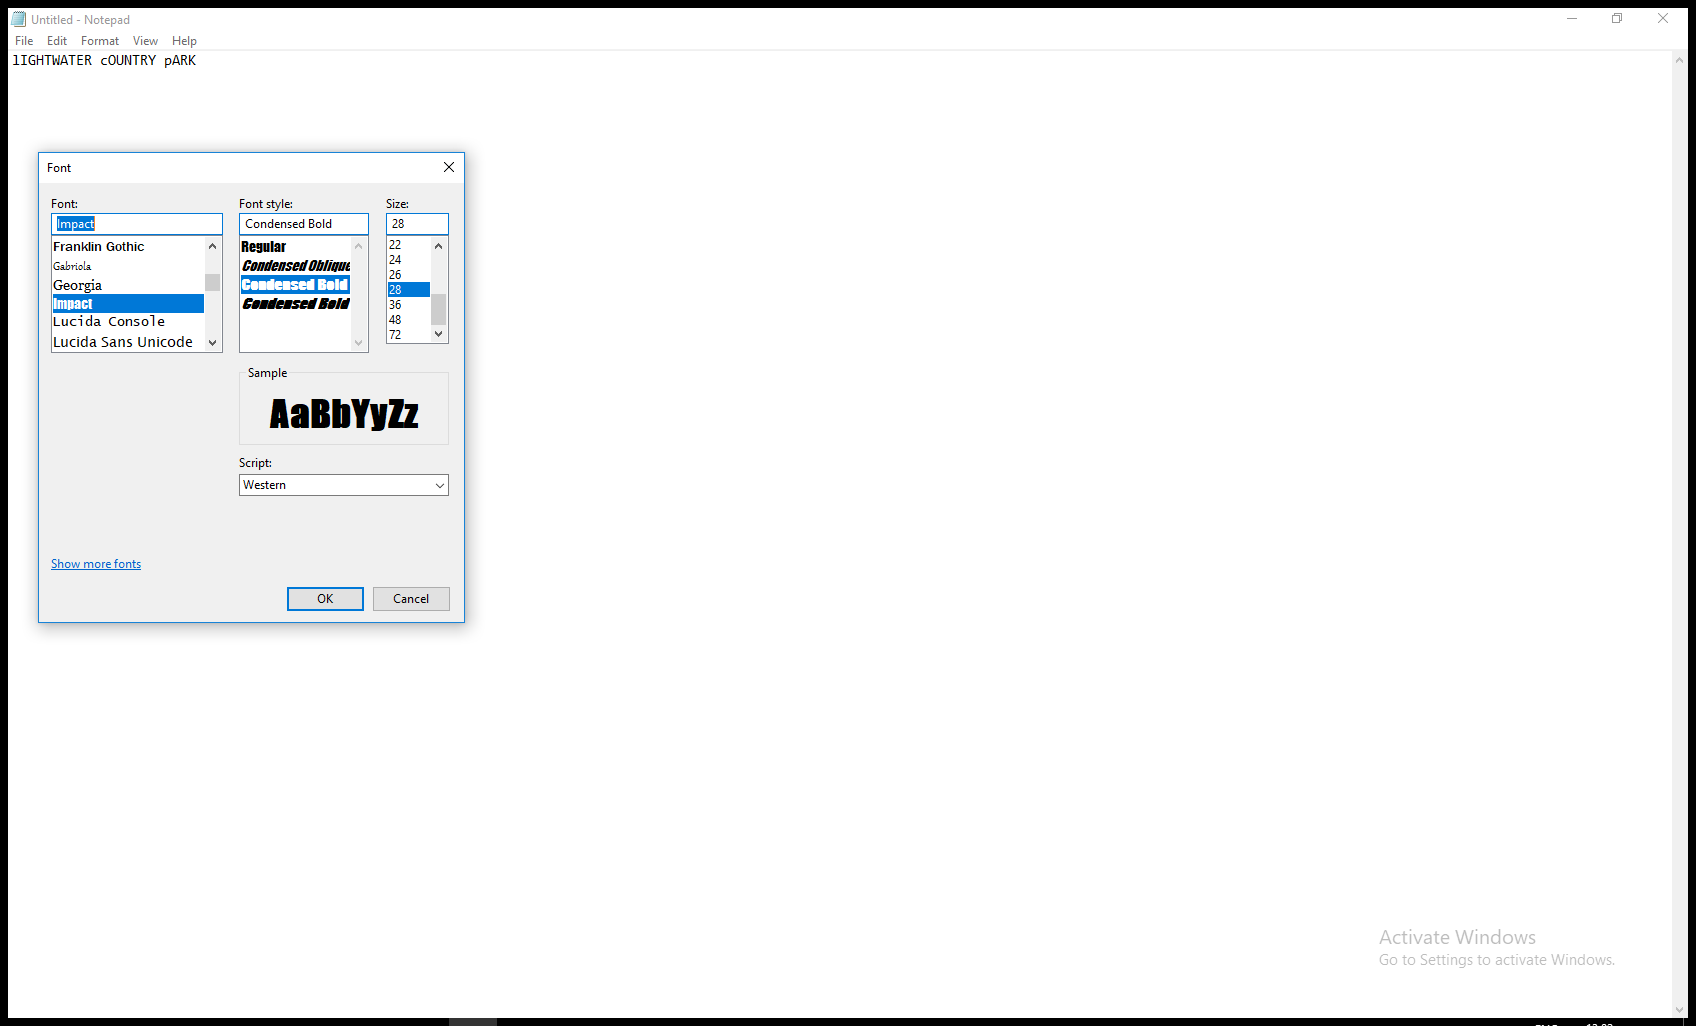 Untitled - Notepad
File Edit Format View Help
lIGHTWATER cOUNTRY pARK
Font
Font: Font style: Size:
Impact Condensed Bold 28
Franklin Gothic
Gabriola
Georgia
Impact
Lucida Console
Lucida Sans Unicode
Regular
Condensed Oblique
Condensed Bold
Condensed Bold
22
24
26
28
36
48
72
Sample
AaBbYyZz
Script:
Western
Show more fonts
OK Cancel
Activate Windows
Go to Settings to activate Windows.